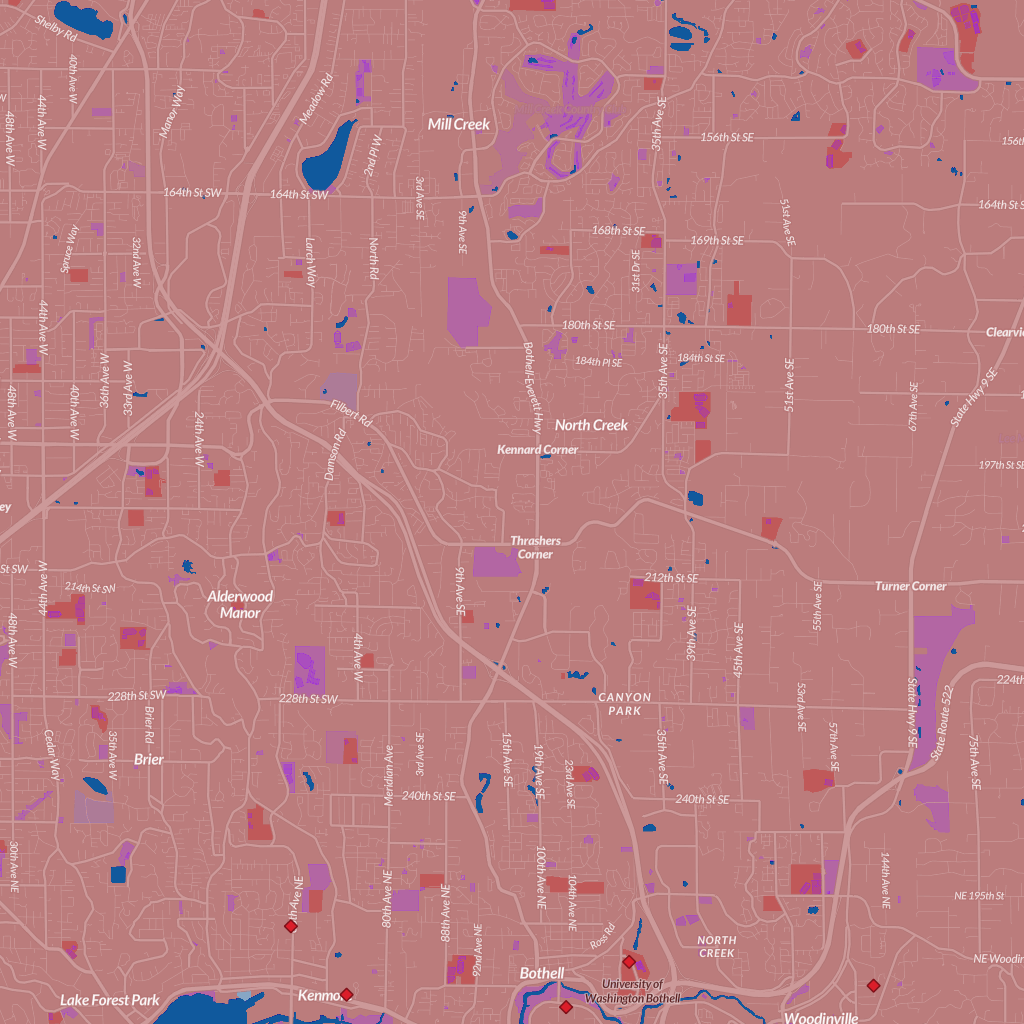 Shelby Rd
40th Ave W
44th Ave W
48th Ave W
Manor Way
Meadow Rd
2nd Pl W
Mill Creek
35th Ave SE
156th St SE
164th St SW
164th St SW
3rd Ave SE
9th Ave SE
168th St SE
169th St SE
51st Ave SE
164th St S
Spruce Way
32nd Ave W
Larch Way
North Rd
31st Dr SE
44th Ave W
180th St SE
180th St SE
Clearvie
36th Ave W
33rd Ave W
Bothell-Everett Hwy
184th Pl SE
35th Ave SE
184th St SE
51st Ave SE
48th Ave W
40th Ave W
24th Ave W
Filbert Rd
Damson Rd
North Creek
Kennard Corner
67th Ave SE
State Hwy 9 SE
197th St SE
Thrashers
Corner
St SW
44th Ave W
214th St SW
Alderwood
Manor
9th Ave SE
212th St SE
Turner Corner
48th Ave W
4th Ave W
39th Ave SE
45th Ave SE
55th Ave SE
228th St SW
228th St SW
CANYON
PARK
53rd Ave SE
State Hwy 9 SE
State Route 522
224th
Cedar Way
35th Ave W
Brier Rd
Brier
Meridian Ave
3rd Ave SE
15th Ave SE
19th Ave SE
23rd Ave SE
35th Ave SE
57th Ave SE
75th Ave SE
240th St SE
240th St SE
30th Ave NE
80th Ave NE
88th Ave NE
92nd Ave NE
100th Ave NE
104th Ave NE
144th Ave NE
NE 195th St
Ross Rd
NORTH
CREEK
NE Woodin
Lake Forest Park
Kenmo
Bothell
University of
Washington Bothell
Woodinville